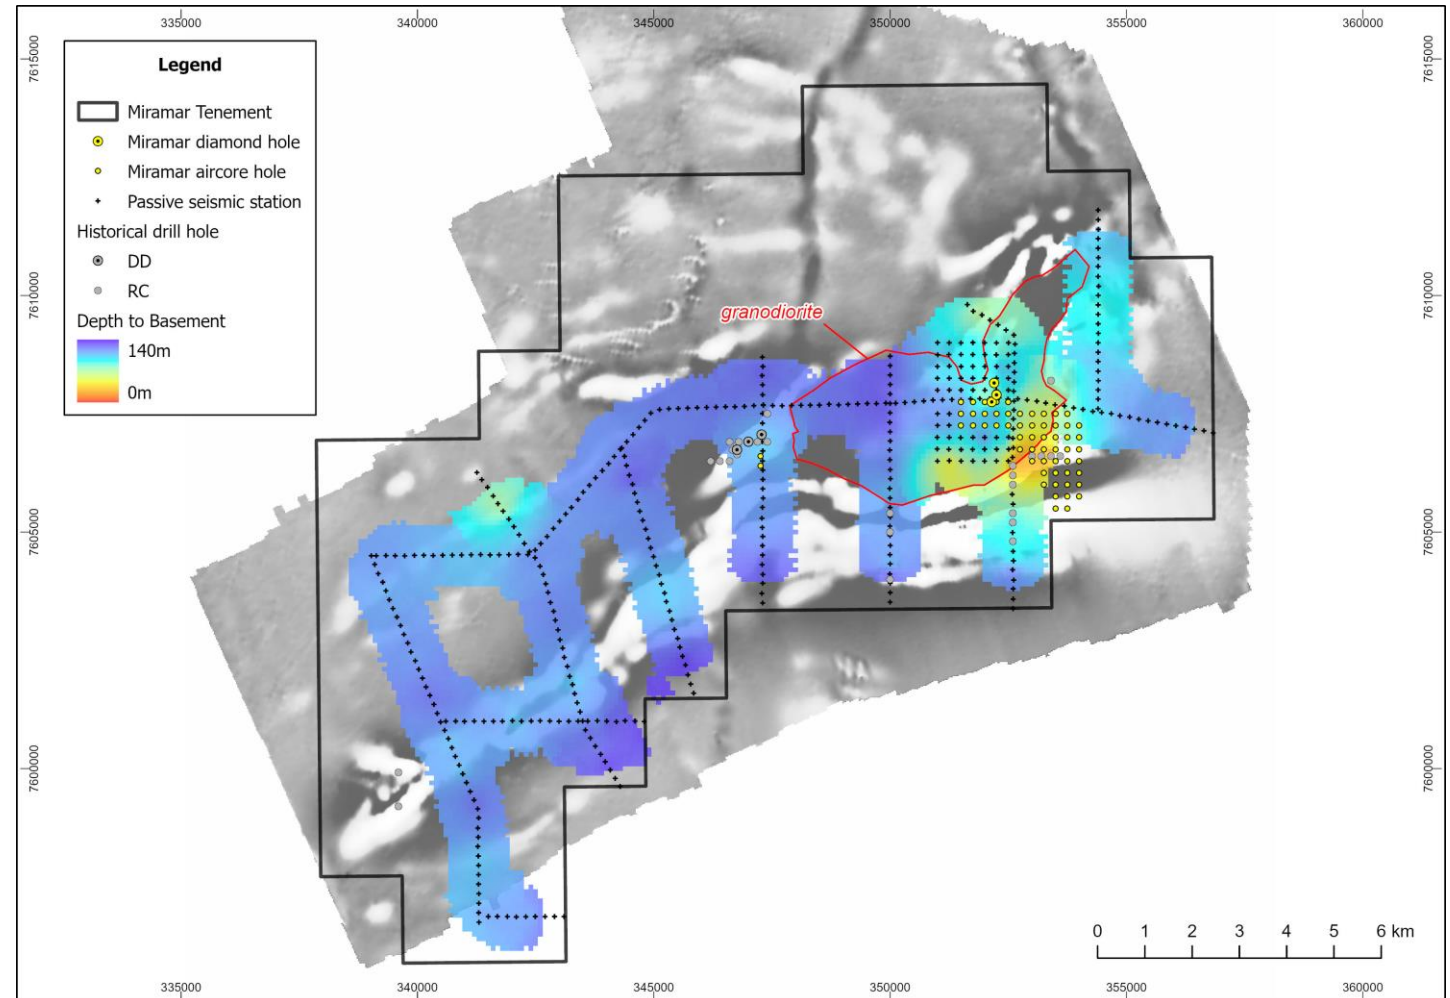 335000 340000 345000 350000 355000 360000
7615000
7610000
7605000
7600000
Legend
Miramar Tenement
Miramar diamond hole
Miramar aircore hole
Passive seismic station
Historical drill hole
DD
RC
Depth to Basement
140m
0m
granodiorite
7615000
7610000
7605000
7600000
0 1 2 3 4 5 6 km
335000 340000 345000 350000 355000 360000